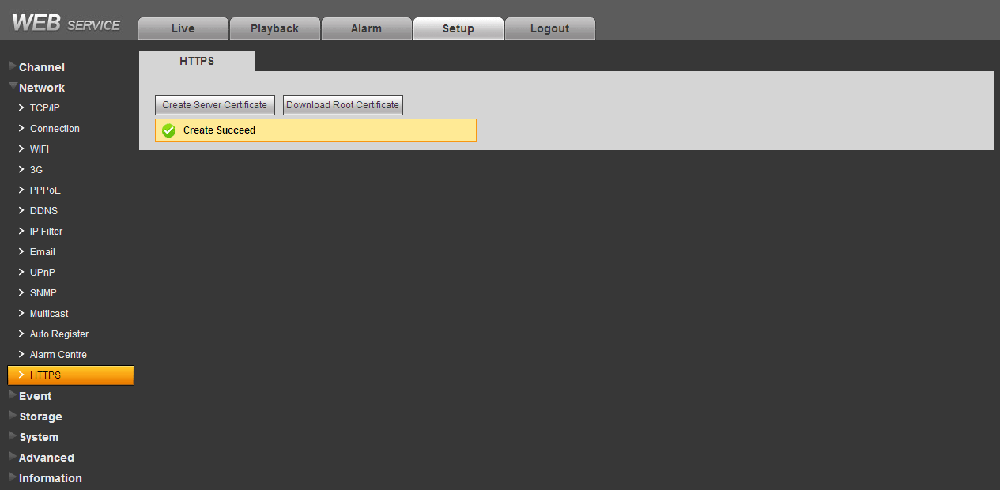 WEB SERVICE
Live Playback Alarm Setup Logout
HTTPS
Create Server Certificate Download Root Certificate
Create Succeed
Channel
Network
TCP/IP
Connection
WIFI
3G
PPPoE
DDNS
IP Filter
Email
UPnP
SNMP
Multicast
Auto Register
Alarm Centre
HTTPS
Event
Storage
System
Advanced
Information